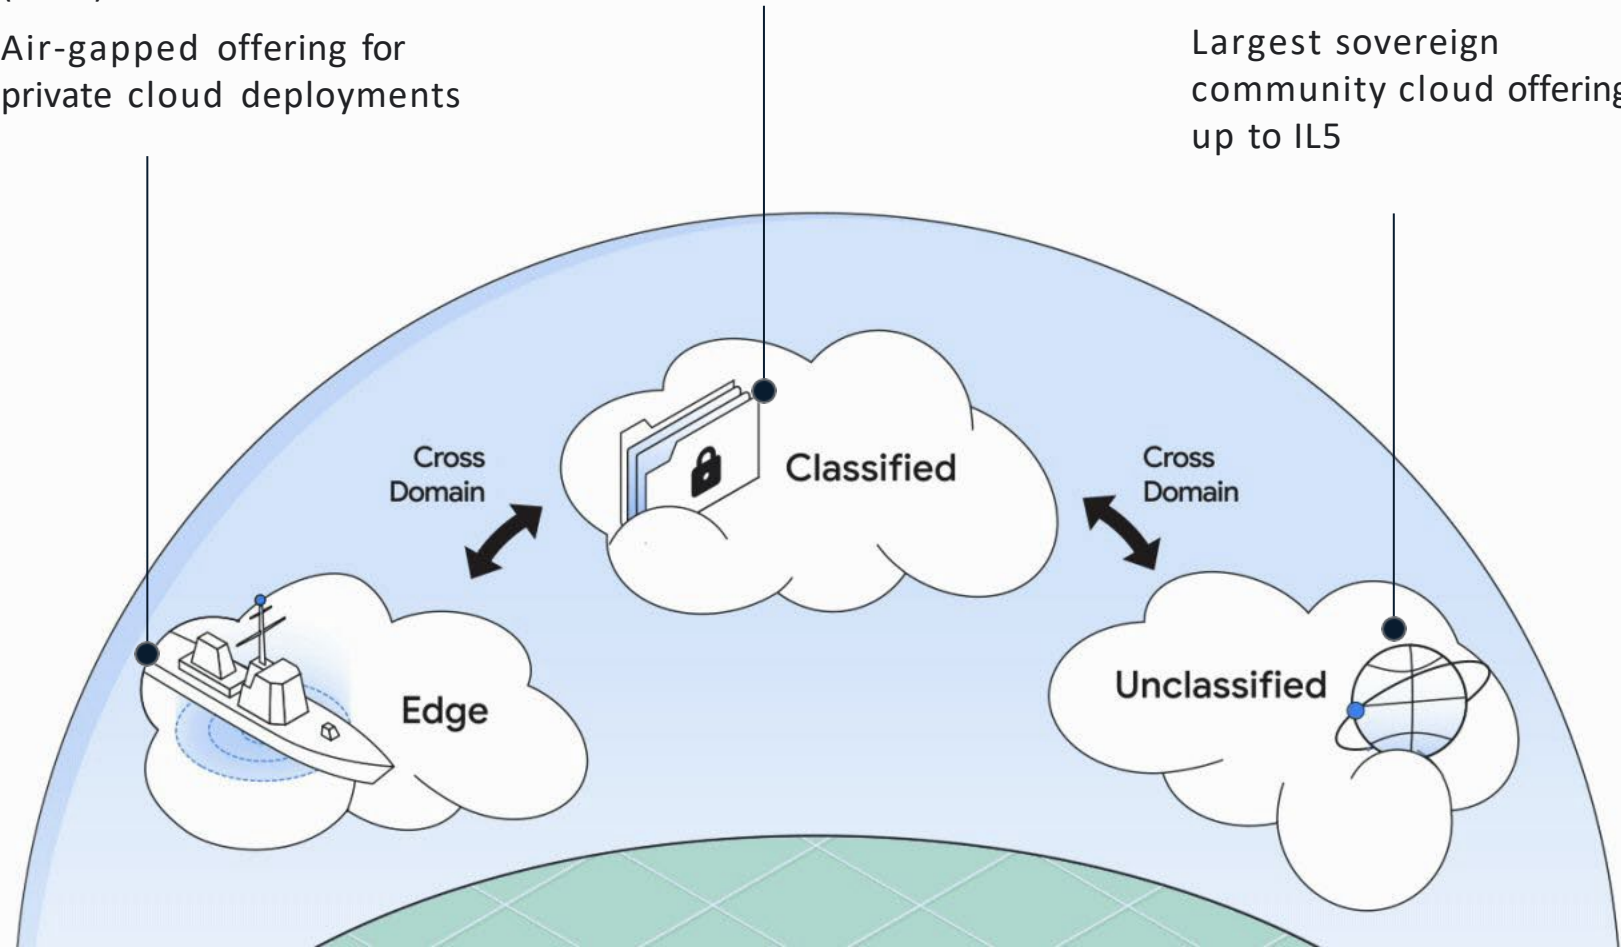 Air-gapped offering for
private cloud deployments
Largest sovereign
community cloud offering
up to IL5
Cross
Domain
Classified
Cross
Domain
Edge
Unclassified